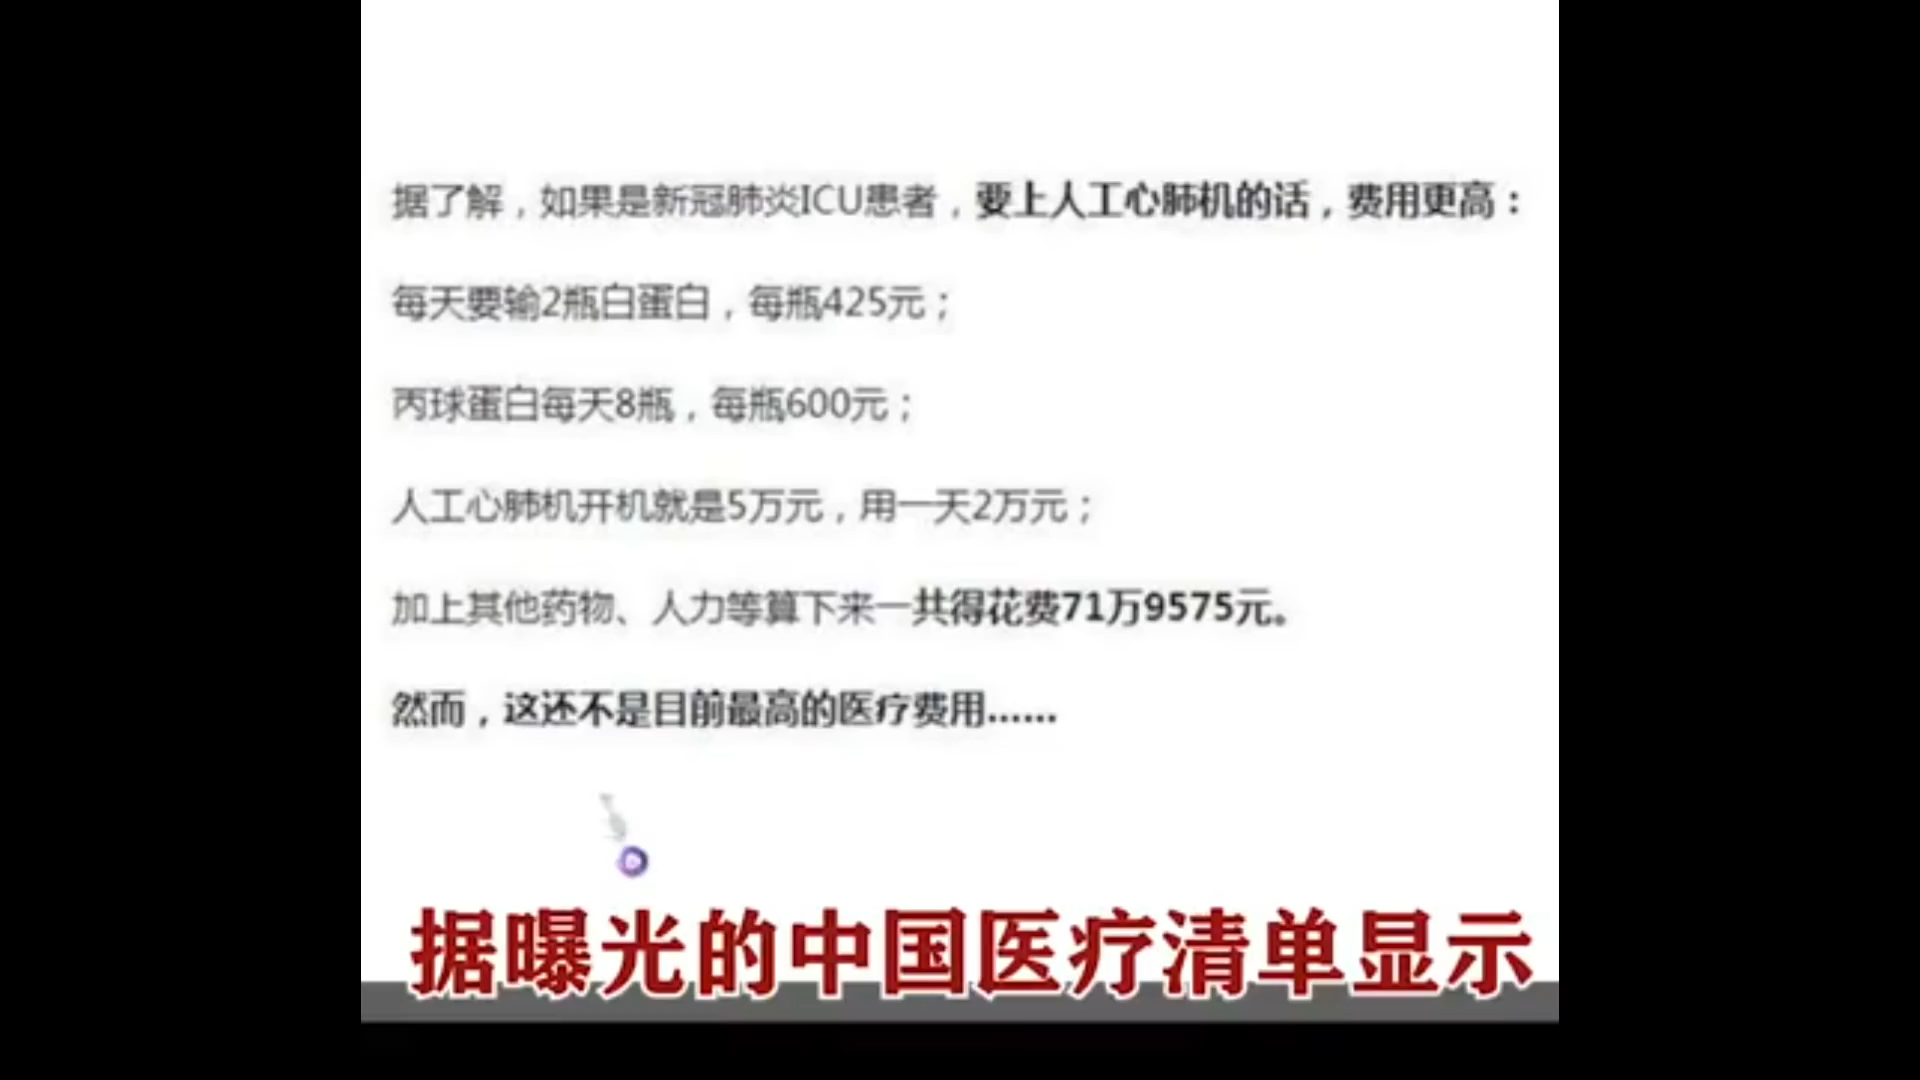 据了解，如果是新冠肺炎ICU患者，要上人工心肺机的话，费用更高：
每天要输2瓶白蛋白，每瓶425元；
丙球蛋白每天8瓶，每瓶600元；
人工心肺机开机就是5万元，用一天2万元；
加上其他药物、人力等算下来一共得花费71万9575元。
然而，这还不是目前最高的医疗费用……
据曝光的中国医疗清单显示